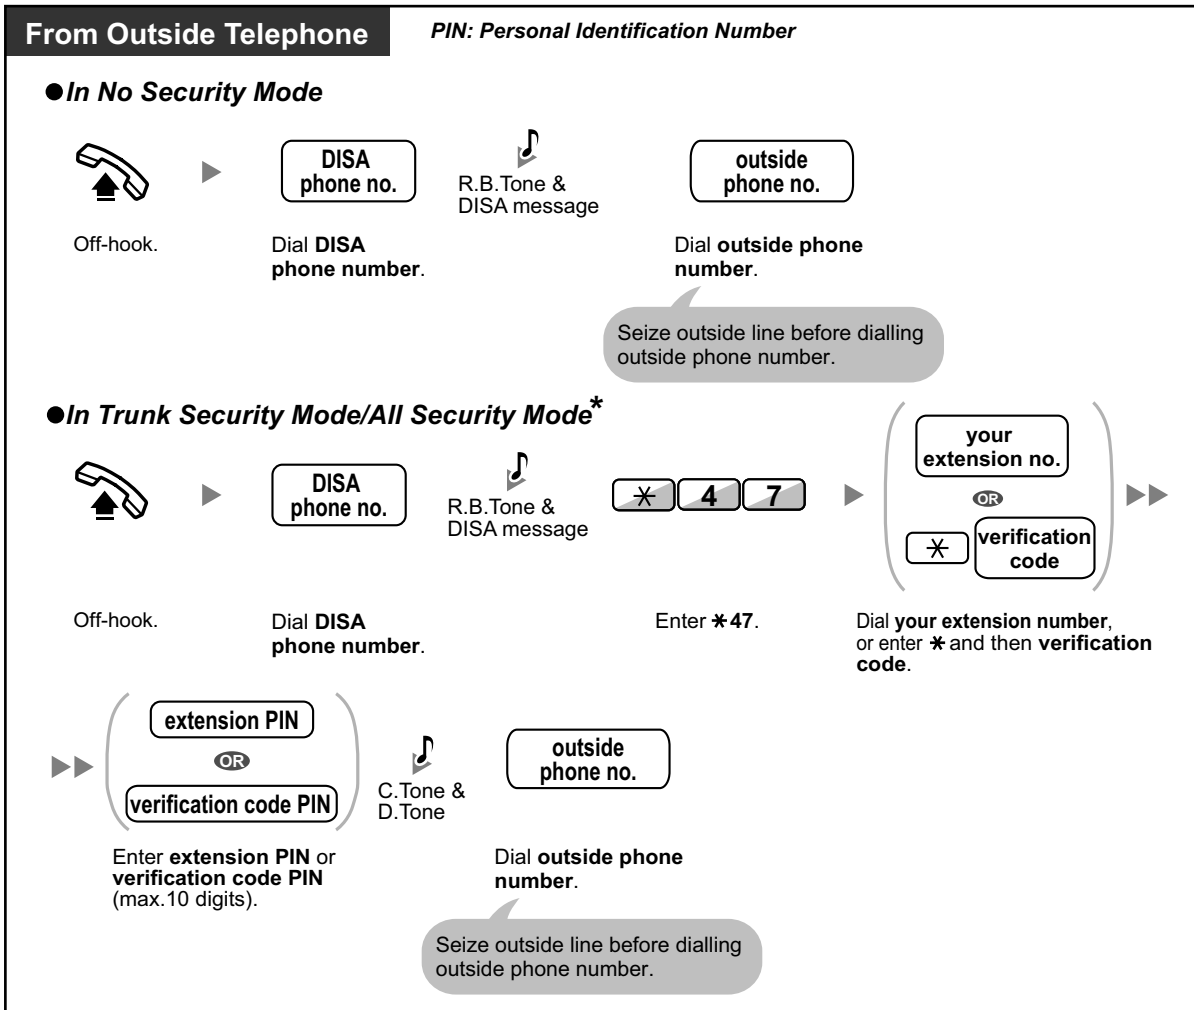 From Outside Telephone
PIN: Personal Identification Number
●In No Security Mode
DISA
phone no.
R.B.Tone &
DISA message
outside
phone no.
Off-hook.
Dial DISA
phone number.
Dial outside phone
number.
Seize outside line before dialling
outside phone number.
●In Trunk Security Mode/All Security Mode*
DISA
phone no.
R.B.Tone &
DISA message
* 4 7
your
extension no.
OR
* verification
code
Off-hook.
Dial DISA
phone number.
Enter *47.
Dial your extension number,
or enter * and then verification
code.
extension PIN
OR
verification code PIN
C.Tone &
D.Tone
outside
phone no.
Enter extension PIN or
verification code PIN
(max.10 digits).
Dial outside phone
number.
Seize outside line before dialling
outside phone number.